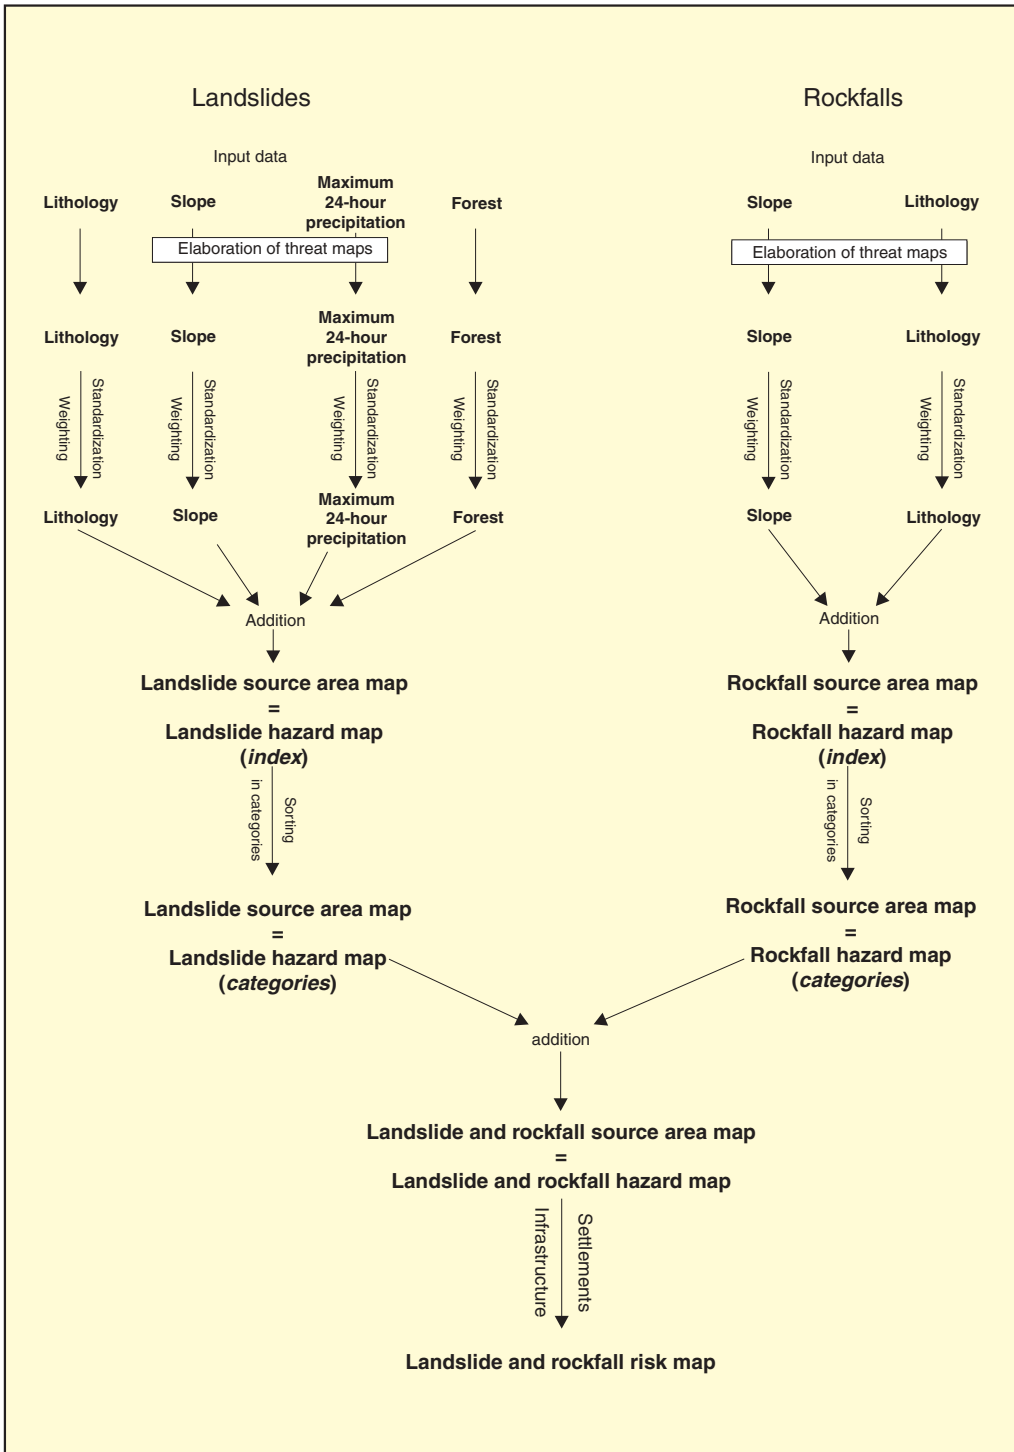 Landslides
Input data
Lithology
Slope
Maximum
24-hour
precipitation
Forest
Elaboration of threat maps
Lithology
Slope
Maximum
24-hour
precipitation
Forest
Weighting
Standardization
Weighting
Standardization
Weighting
Standardization
Weighting
Standardization
Lithology
Slope
Maximum
24-hour
precipitation
Forest
Addition
Landslide source area map
=
Landslide hazard map
(index)
in categories
Sorting
Landslide source area map
=
Landslide hazard map
(categories)
Rockfalls
Input data
Slope
Lithology
Elaboration of threat maps
Slope
Lithology
Weighting
Standardization
Weighting
Standardization
Slope
Lithology
Addition
Rockfall source area map
=
Rockfall hazard map
(index)
in categories
Sorting
Rockfall source area map
=
Rockfall hazard map
(categories)
addition
Landslide and rockfall source area map
=
Landslide and rockfall hazard map
Infrastructure
Settlements
Landslide and rockfall risk map